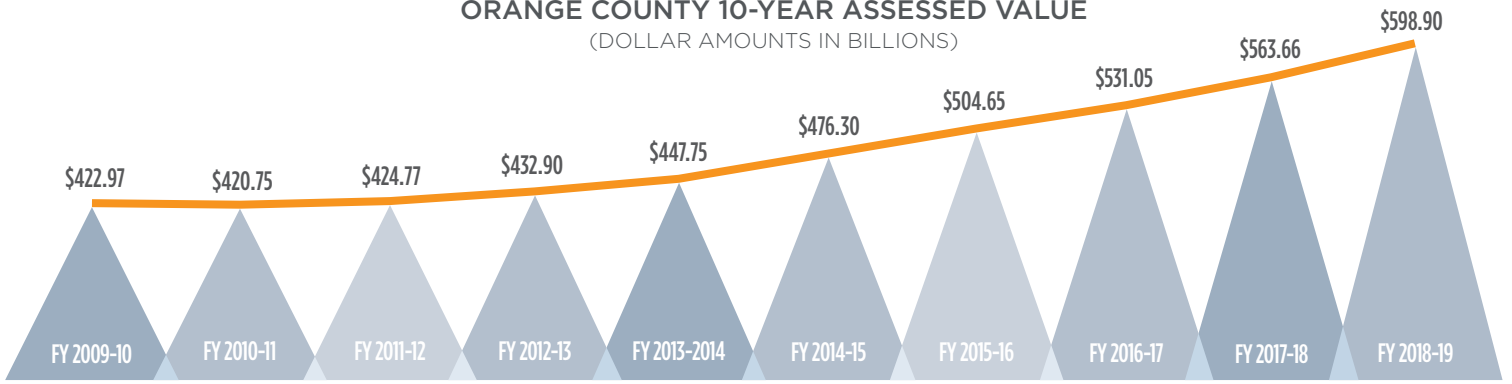 ORANGE COUNTY 10-YEAR ASSESSED VALUE
(DOLLAR AMOUNTS IN BILLIONS)
$422.97
$420.75
$424.77
$432.90
$447.75
$476.30
$504.65
$531.05
$563.66
$598.90
FY 2009-10
FY 2010-11
FY 2011-12
FY 2012-13
FY 2013-2014
FY 2014-15
FY 2015-16
FY 2016-17
FY 2017-18
FY 2018-19